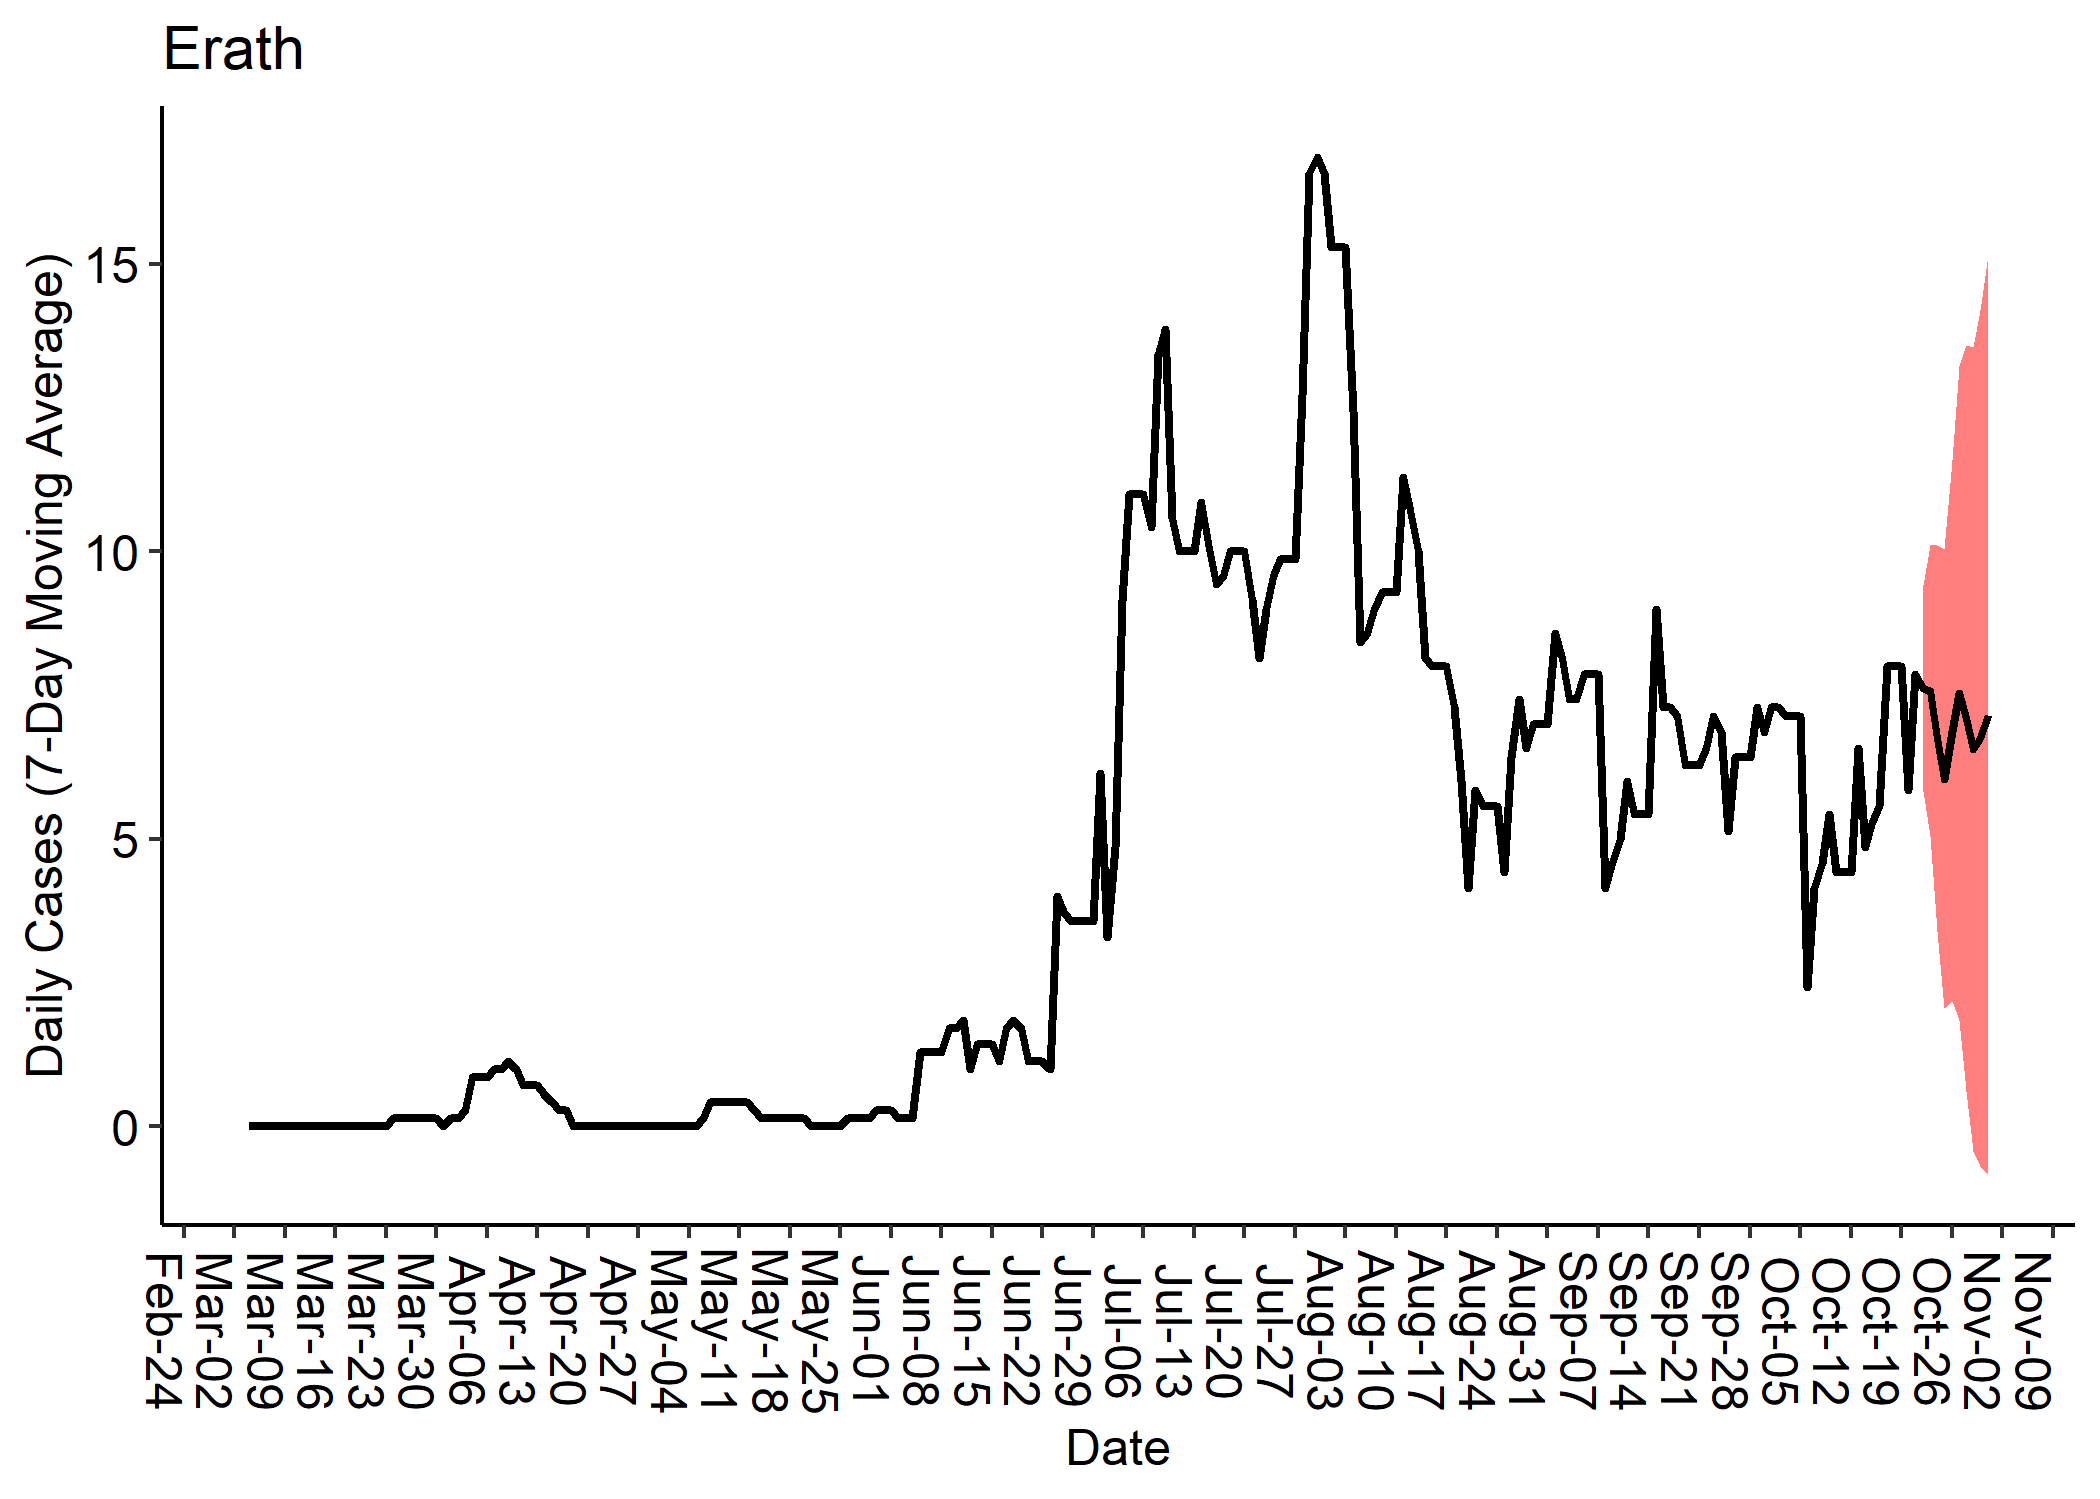 Erath
Daily Cases (7-Day Moving Average)
15
10
5
0
Feb-24
Mar-02
Mar-09
Mar-16
Mar-23
Mar-30
Apr-06
Apr-13
Apr-20
Apr-27
May-04
May-11
May-18
May-25
Jun-01
Jun-08
Jun-15
Jun-22
Jun-29
Jul-06
Jul-13
Jul-20
Jul-27
Aug-03
Aug-10
Aug-17
Aug-24
Aug-31
Sep-07
Sep-14
Sep-21
Sep-28
Oct-05
Oct-12
Oct-19
Oct-26
Nov-02
Nov-09
Date